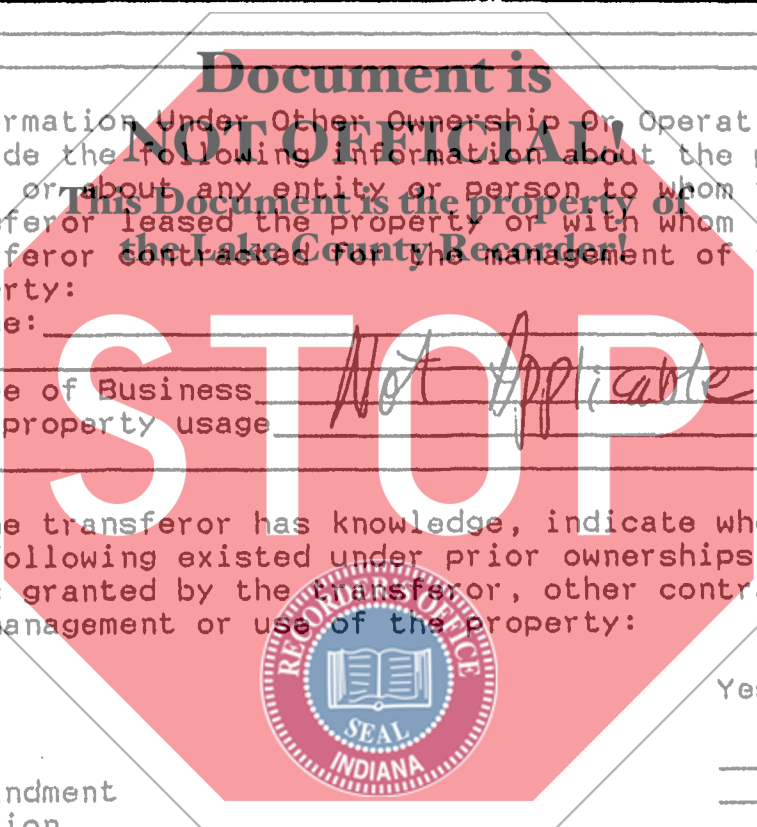 Document is
rmation Under Other Ownership Or Operat
NOT OFFICIAL!
de the following information about the
or about any entity or person to whom
This Document is the property of
feror leased the property or with whom
the Lake County Recorder!
feror contracted for the management of
rty:
e:
STOP
Not Applicable
e of Business
property usage
e transferor has knowledge, indicate wh
ollowing existed under prior ownerships
granted by the transferor, other contr
anagement or use of the property:
RECORDER'S OFFICE
SEAL
INDIANA
Yes
ndment
ion